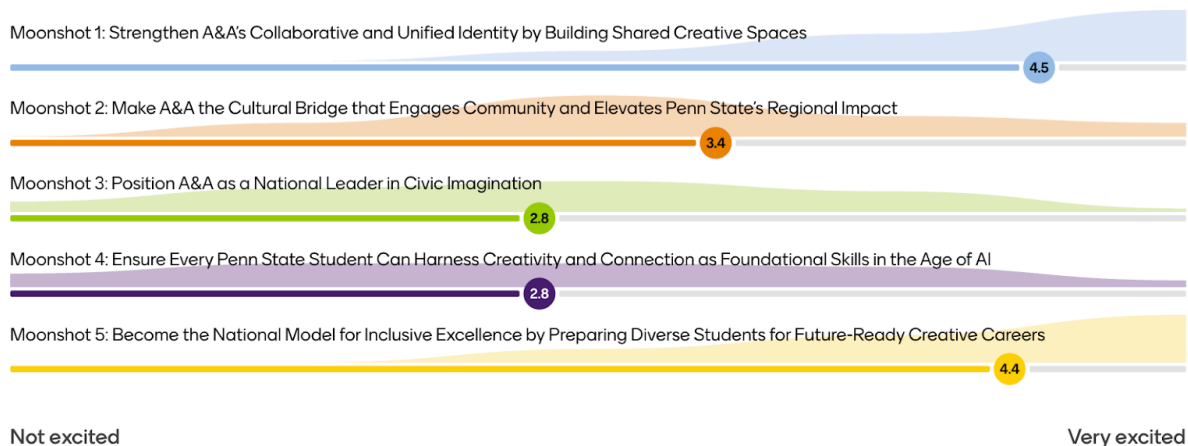 Moonshot 1: Strengthen A&A's Collaborative and Unified Identity by Building Shared Creative Spaces
4.5
Moonshot 2: Make A&A the Cultural Bridge that Engages Community and Elevates Penn State's Regional Impact
3.4
Moonshot 3: Position A&A as a National Leader in Civic Imagination
2.8
Moonshot 4: Ensure Every Penn State Student Can Harness Creativity and Connection as Foundational Skills in the Age of AI
2.8
Moonshot 5: Become the National Model for Inclusive Excellence by Preparing Diverse Students for Future-Ready Creative Careers
4.4
Not excited
Very excited